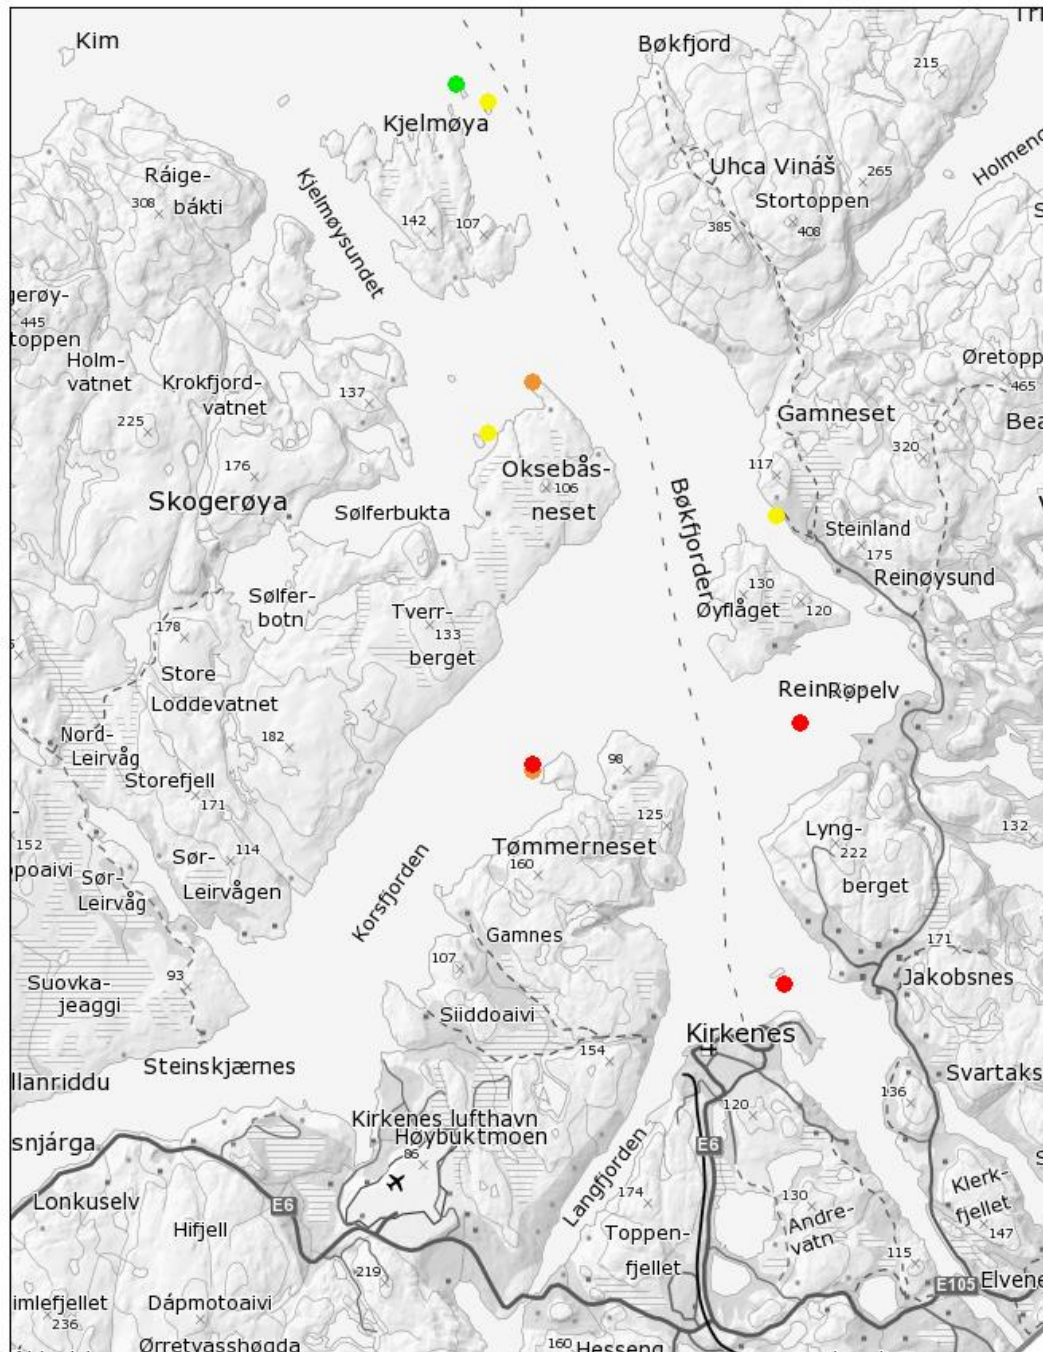 Kim
Bøkfjord
215
Kjelmøya
Ráige-
bákti
308
Kjelmøysundet
142
107
Uhca Vináš
265
Stortoppen
385
408
Holmeng
gerøy-
445
toppen
Holm-
vatnet
Krokfjord-
vatnet
225
137
Øretopp
465
Gamneset
Bea
320
117
176
Oksebås-
106
neset
Skogerøya
Sølferbukta
Bøkfjorden
Steinland
175
Reinøysund
Sølfer-
botn
130
120
Øyflåget
Tverr-
133
berget
178
Store
Loddevatnet
182
Rein
Ropelv
Nord-
Leirvåg
Storefjell
171
98
125
152
ppoaivi
Sør-
Leirvåg
Sør-
114
Leirvågen
Tømmerneset
160
Lyng-
222
berget
132
Korsfjorden
Gamnes
107
171
Jakobsnes
93
Suovka-
jeaggi
Siiddoaivi
Kirkenes
154
Steinskjærnes
llanriddu
Svartaks
136
120
snjárga
Kirkenes lufthavn
Høybuktmoen
86
E6
Langfjorden
174
Lonkuselv
E6
Hifjell
Toppen-
fjellet
130
Andre-
vatn
115
Klerk-
fjellet
147
219
E105
Elvene
imlefjellet
236
Dápmotoaivi
Ørretvasshøgda
160
Hesseng